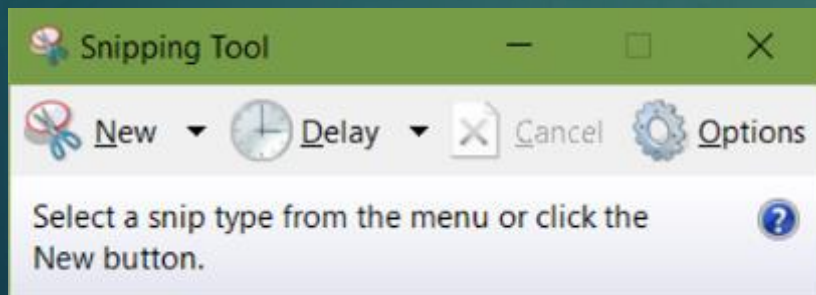 Snipping Tool
New Delay Cancel Options
Select a snip type from the menu or click the
New button.